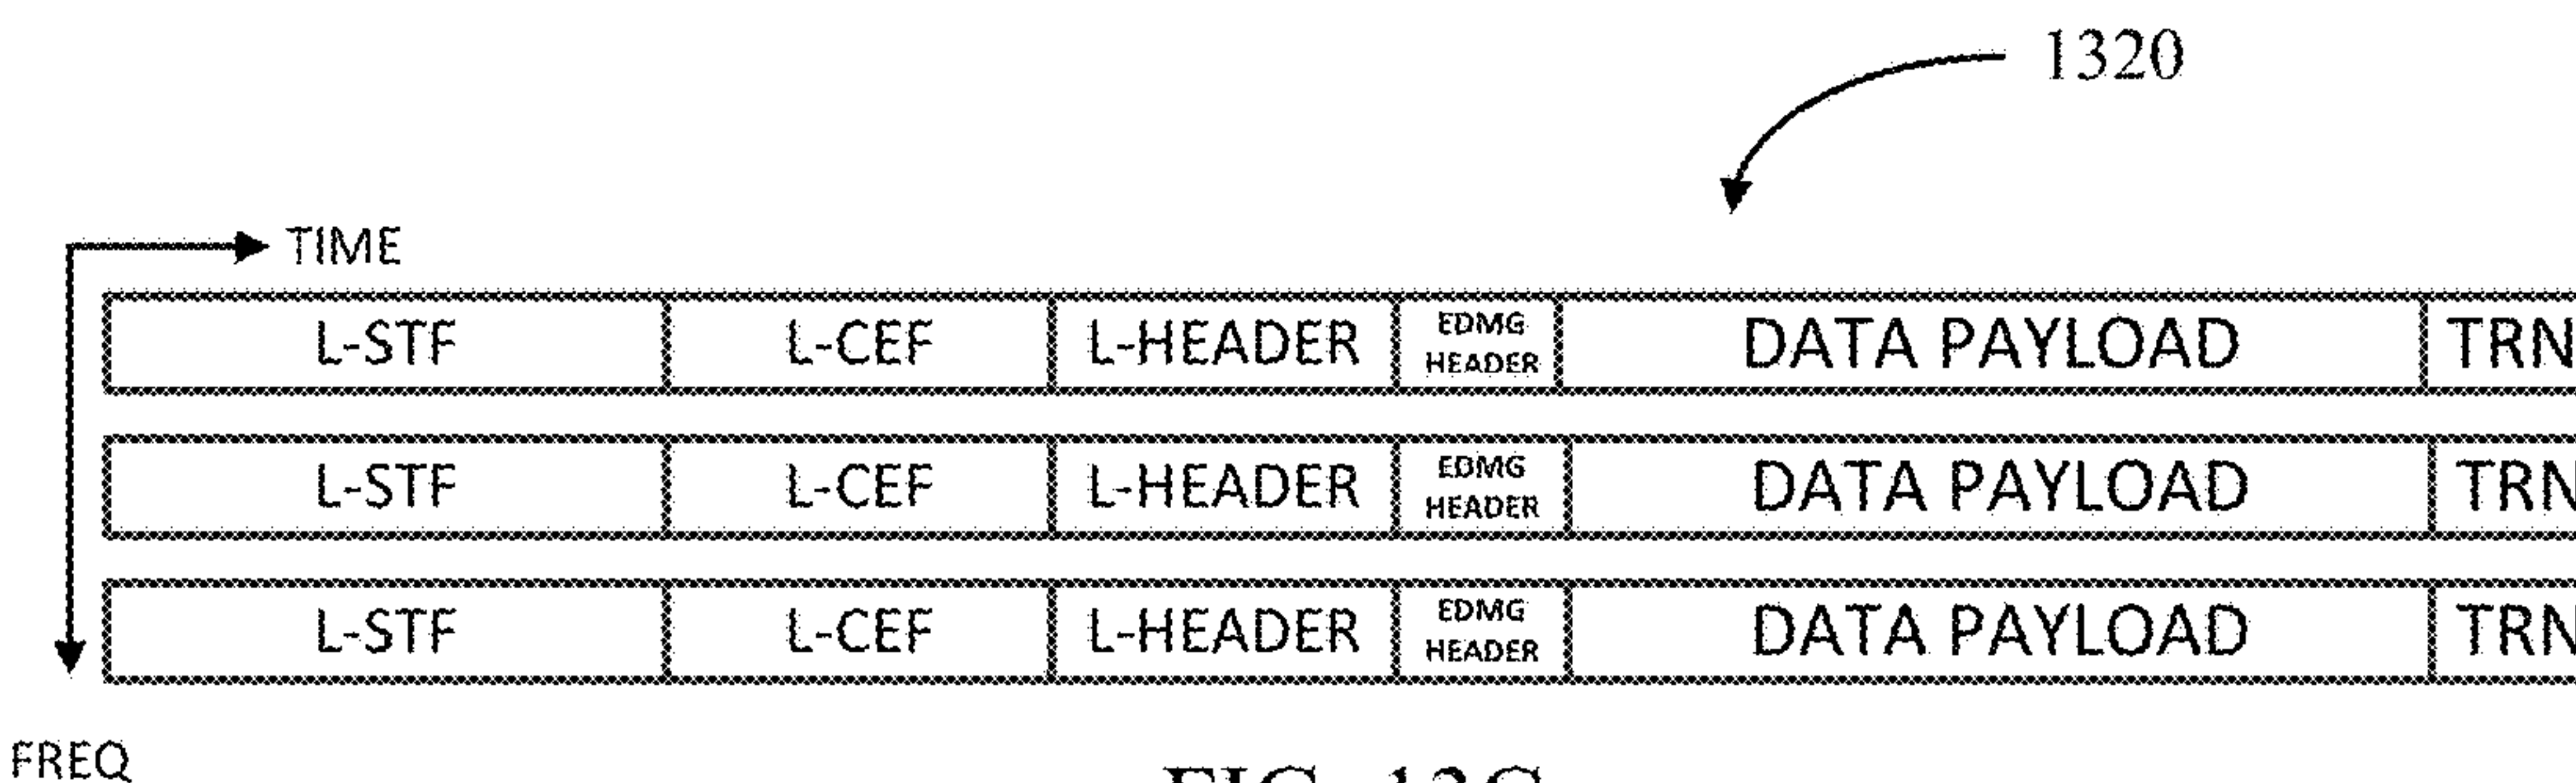 1320
TIME
L-STF L-CEF L-HEADER EDMG HEADER DATA PAYLOAD TRN
L-STF L-CEF L-HEADER EDMG HEADER DATA PAYLOAD TRN
L-STF L-CEF L-HEADER EDMG HEADER DATA PAYLOAD TRN
FREQ